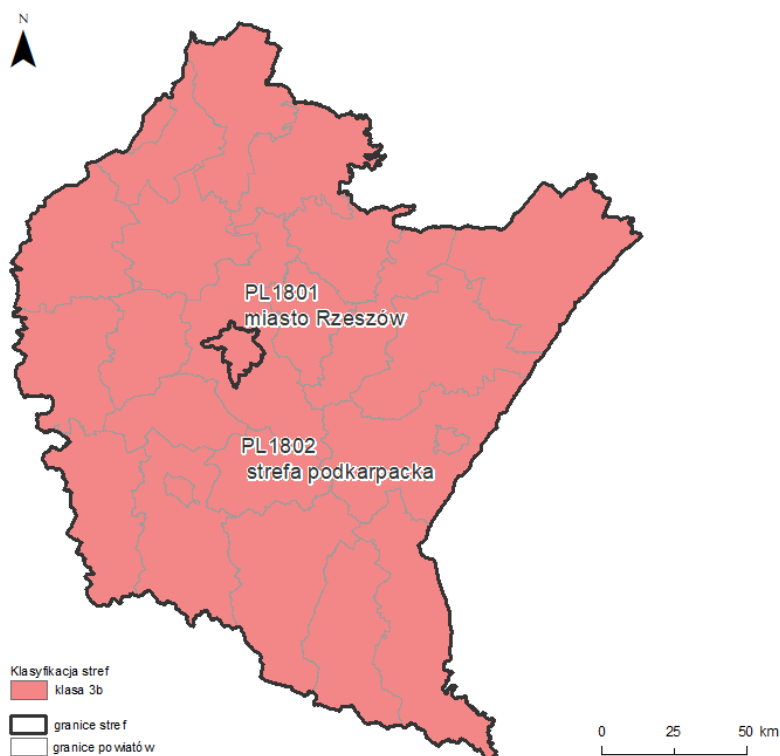 N
PL1801
miasto Rzeszów
PL1802
strefa podkarpacka
Klasyfikacja stref
klasa 3b
granice stref
granice powiatów
0 25 50 km